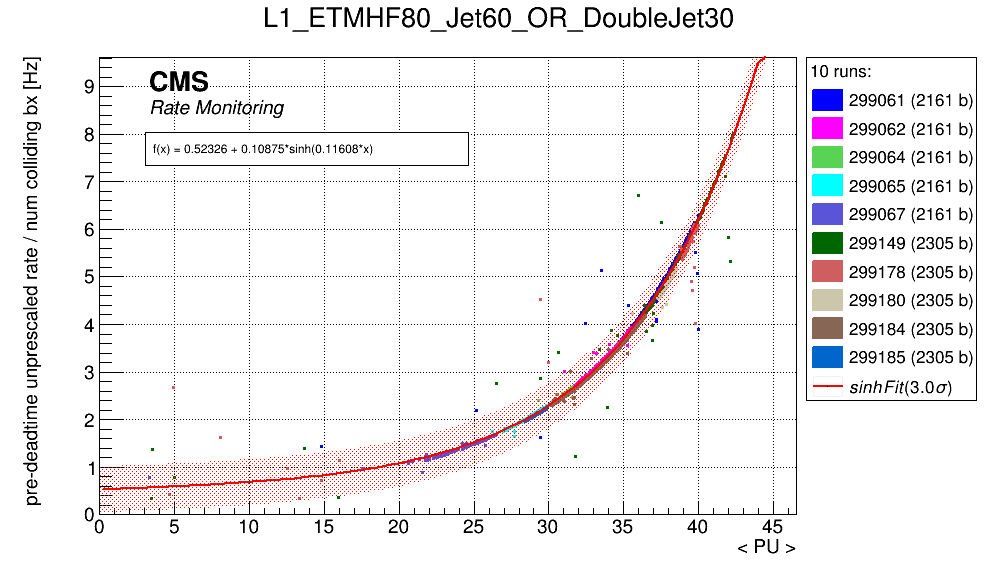 L1_ETMHF80_Jet60_OR_DoubleJet30
pre-deadtime unprescaled rate / num colliding bx [Hz]
CMS
Rate Monitoring
f(x) = 0.52326 + 0.10875*sinh(0.11608*x)
9
8
7
6
5
4
3
2
1
0
0 5 10 15 20 25 30 35 40 45
< PU >
10 runs:
299061 (2161 b)
299062 (2161 b)
299064 (2161 b)
299065 (2161 b)
299067 (2161 b)
299149 (2305 b)
299178 (2305 b)
299180 (2305 b)
299184 (2305 b)
299185 (2305 b)
sinhFit(3.0σ)